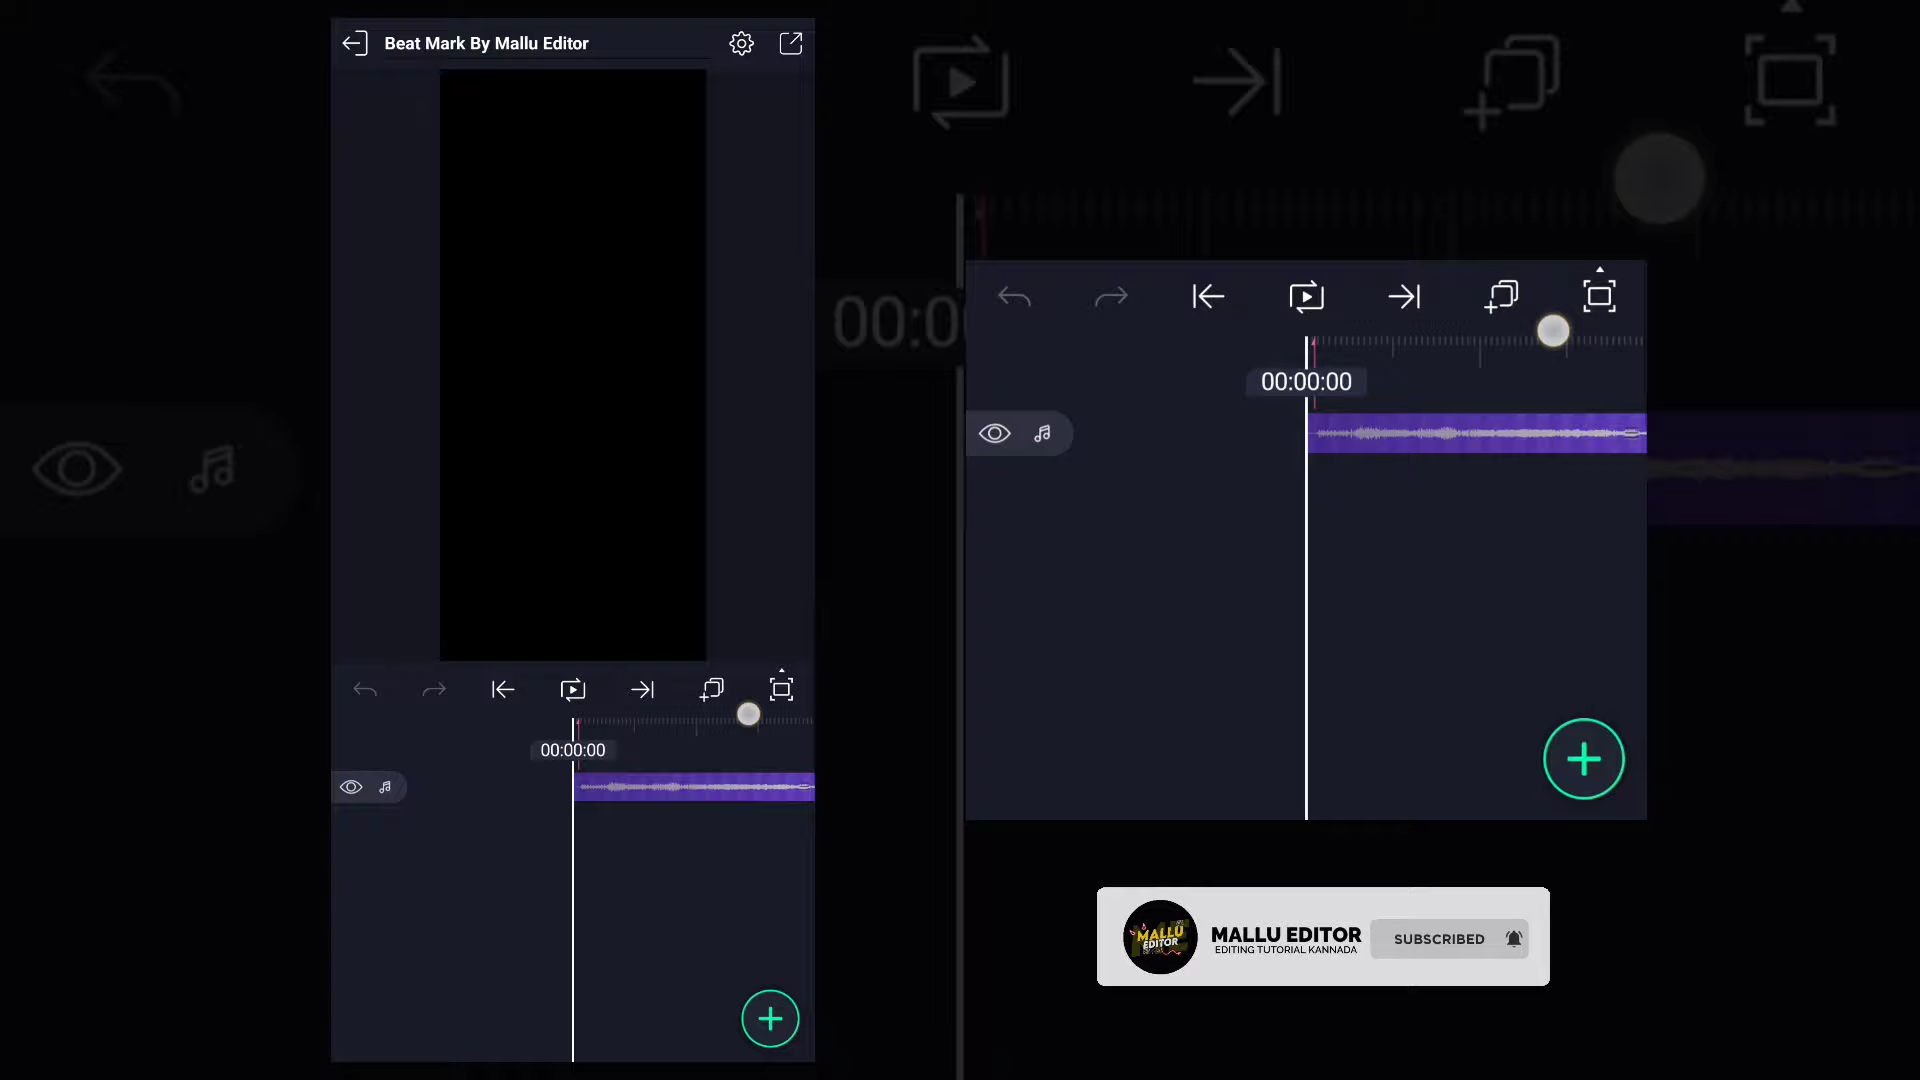 Beat Mark By Mallu Editor
00:00:00
00:0
00:00:00
MALLU
EDITOR
MALLU EDITOR
EDITING TUTORIAL KANNADA
SUBSCRIBED